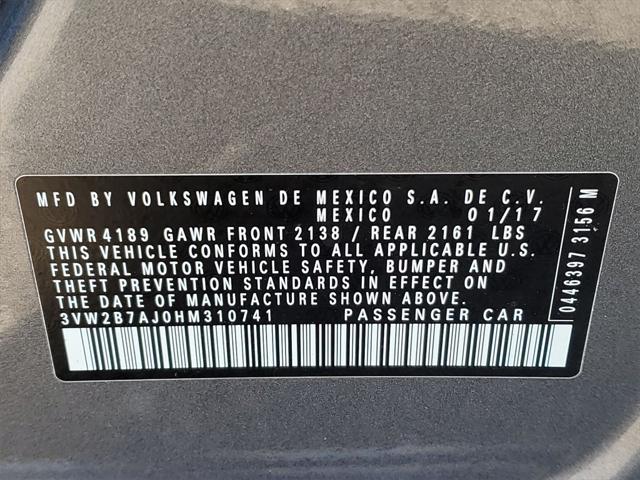 MFD BY VOLKSWAGEN DE MEXICO S.A. DE C.V.
MEXICO 01/17
GVWR 4189 GAWR FRONT 2138 / REAR 2161 LBS
THIS VEHICLE CONFORMS TO ALL APPLICABLE U.S.
FEDERAL MOTOR VEHICLE SAFETY, BUMPER AND
THEFT PREVENTION STANDARDS IN EFFECT ON
THE DATE OF MANUFACTURE SHOWN ABOVE.
3VW2B7AJ0HM310741 PASSENGER CAR
0446397 3156 M